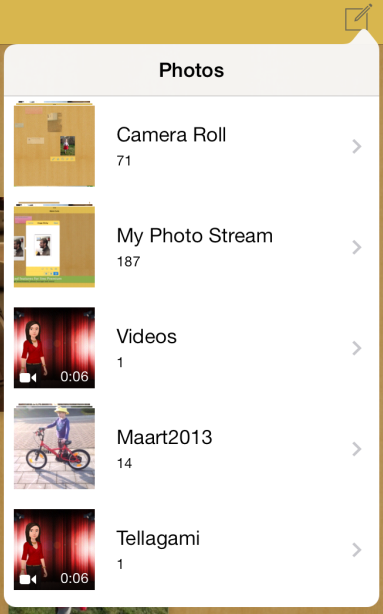 Photos
Camera Roll
71
My Photo Stream
187
Videos
1
0:06
Maart2013
14
Tellagami
1
0:06